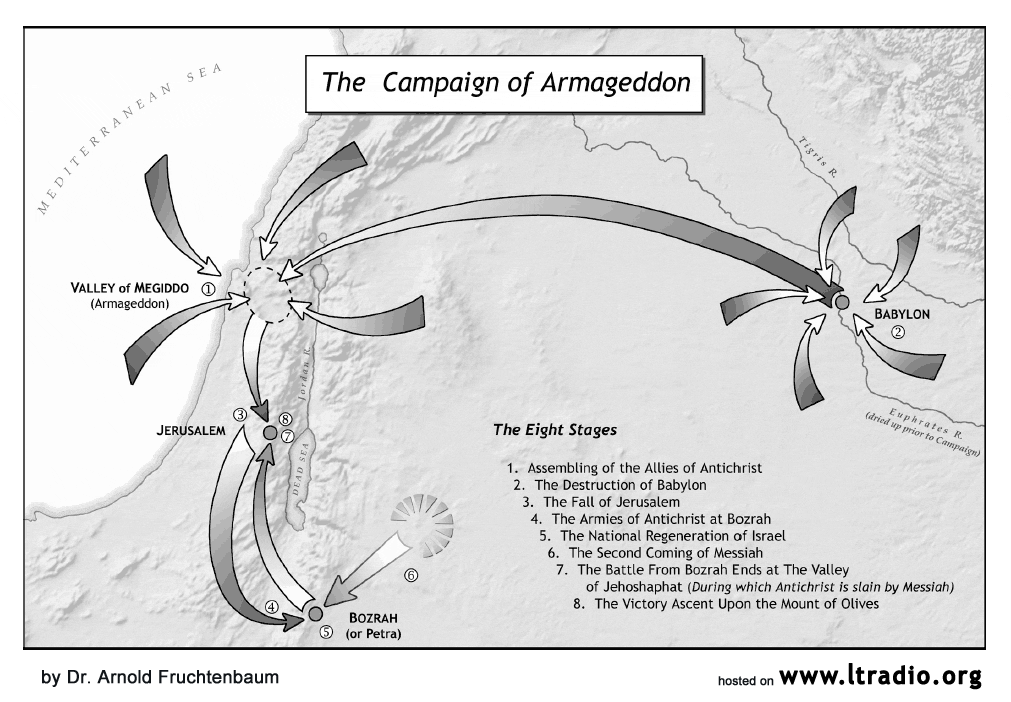 The Campaign of Armageddon
MEDITERRANEAN SEA
Tigris R.
VALLEY of MEGIDDO ①
(Armageddon)
BABYLON
②
Euphrates R.
(dried up prior to Campaign)
Jordan R.
③
⑧
JERUSALEM
⑦
DEAD SEA
The Eight Stages
1. Assembling of the Allies of Antichrist
2. The Destruction of Babylon
3. The Fall of Jerusalem
4. The Armies of Antichrist at Bozrah
5. The National Regeneration of Israel
6. The Second Coming of Messiah
7. The Battle From Bozrah Ends at The Valley
of Jehoshaphat (During which Antichrist is slain by Messiah)
8. The Victory Ascent Upon the Mount of Olives
⑥
④
BOZRAH
(or Petra)
⑤
by Dr. Arnold Fruchtenbaum
hosted on www.ltradio.org